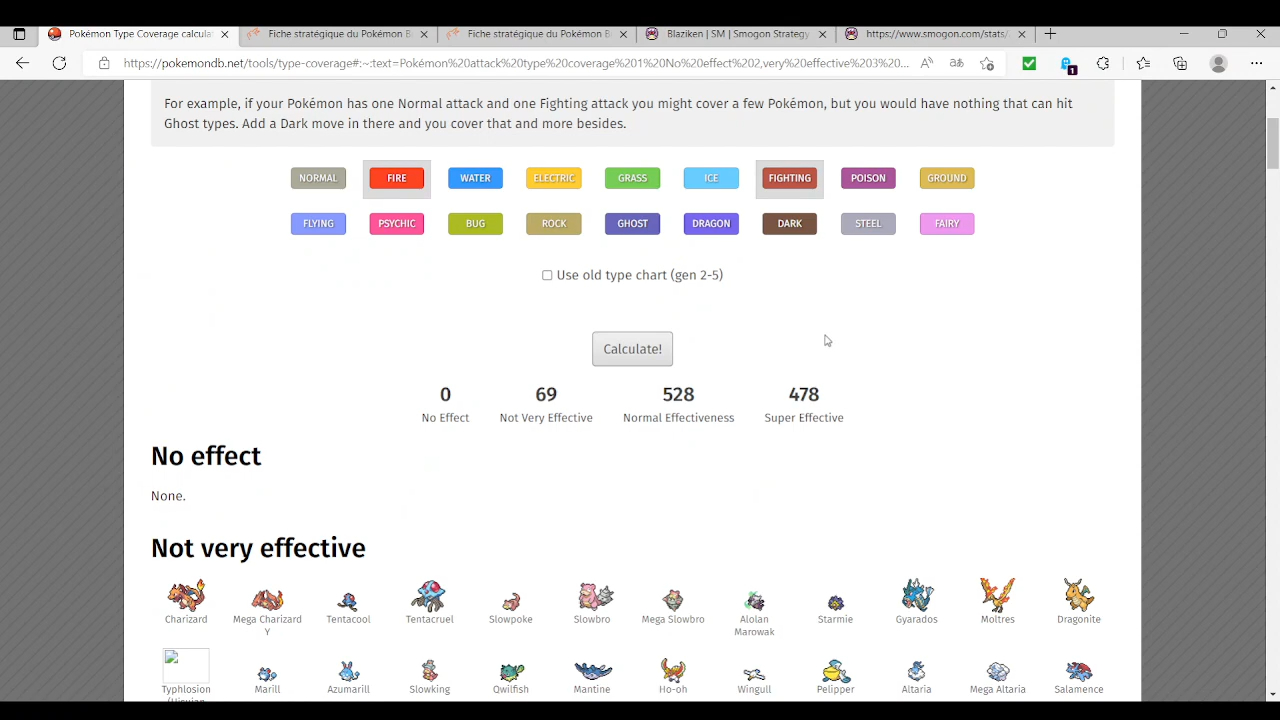 Pokémon Type Coverage calcula
Fiche stratégique du Pokémon B
Fiche stratégique du Pokémon B
Blaziken | SM | Smogon Strategy
https://www.smogon.com/stats/
https://pokemondb.net/tools/type-coverage#:~:text=Pokémon%20attack%20type%20coverage%201%20No%20effect%202,very%20effective%203%20...
For example, if your Pokémon has one Normal attack and one Fighting attack you might cover a few Pokémon, but you would have nothing that can hit
Ghost types. Add a Dark move in there and you cover that and more besides.
NORMAL FIRE WATER ELECTRIC GRASS ICE FIGHTING POISON GROUND
FLYING PSYCHIC BUG ROCK GHOST DRAGON DARK STEEL FAIRY
Use old type chart (gen 2-5)
Calculate!
0 69 528 478
No Effect Not Very Effective Normal Effectiveness Super Effective
No effect
None.
Not very effective
Charizard Mega Charizard Tentacool Tentacruel Slowpoke Slowbro Mega Slowbro Alolan Starmie Gyarados Moltres Dragonite
Y Marowak
Typhlosion Marill Azumarill Slowking Qwilfish Mantine Ho-oh Wingull Pelipper Altaria Mega Altaria Salamence